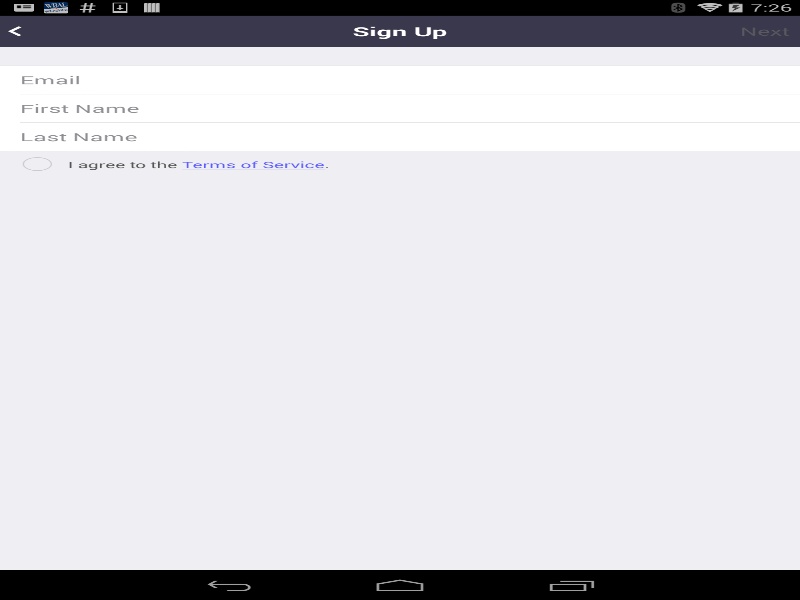 7:26
< Sign Up Next
Email
First Name
Last Name
I agree to the Terms of Service.